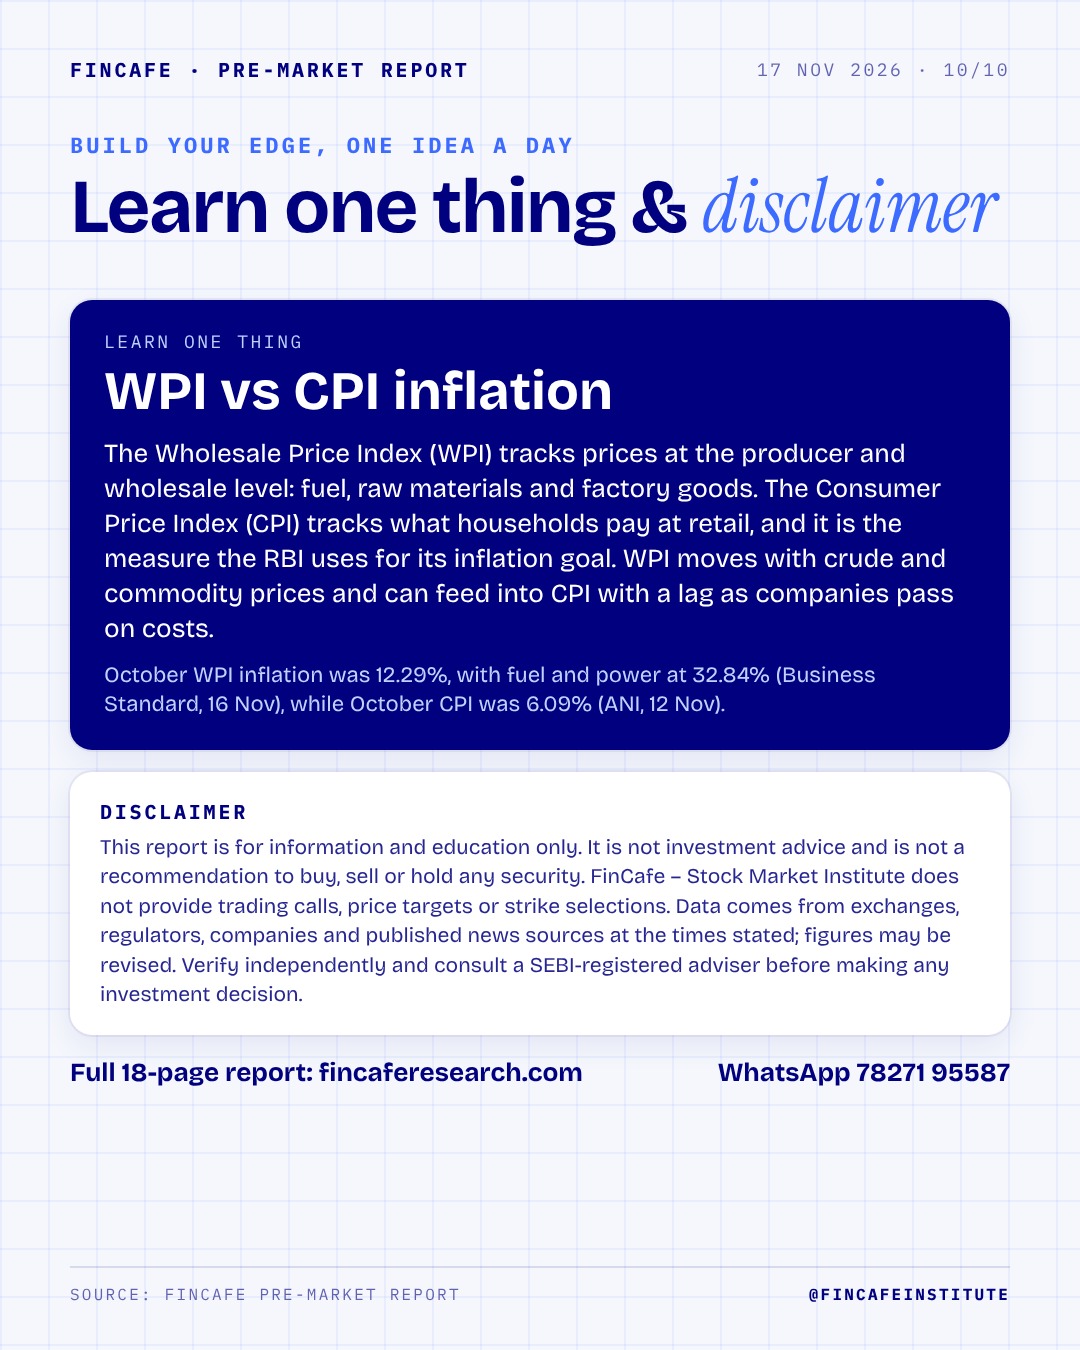 FINCAFE · PRE-MARKET REPORT
17 NOV 2026 · 10/10
BUILD YOUR EDGE, ONE IDEA A DAY
Learn one thing & disclaimer
LEARN ONE THING
WPI vs CPI inflation
The Wholesale Price Index (WPI) tracks prices at the producer and
wholesale level: fuel, raw materials and factory goods. The Consumer
Price Index (CPI) tracks what households pay at retail, and it is the
measure the RBI uses for its inflation goal. WPI moves with crude and
commodity prices and can feed into CPI with a lag as companies pass
on costs.
October WPI inflation was 12.29%, with fuel and power at 32.84% (Business
Standard, 16 Nov), while October CPI was 6.09% (ANI, 12 Nov).
DISCLAIMER
This report is for information and education only. It is not investment advice and is not a
recommendation to buy, sell or hold any security. FinCafe – Stock Market Institute does
not provide trading calls, price targets or strike selections. Data comes from exchanges,
regulators, companies and published news sources at the times stated; figures may be
revised. Verify independently and consult a SEBI-registered adviser before making any
investment decision.
Full 18-page report: fincaferesearch.com
WhatsApp 78271 95587
SOURCE: FINCAFE PRE-MARKET REPORT
@FINCAFEINSTITUTE